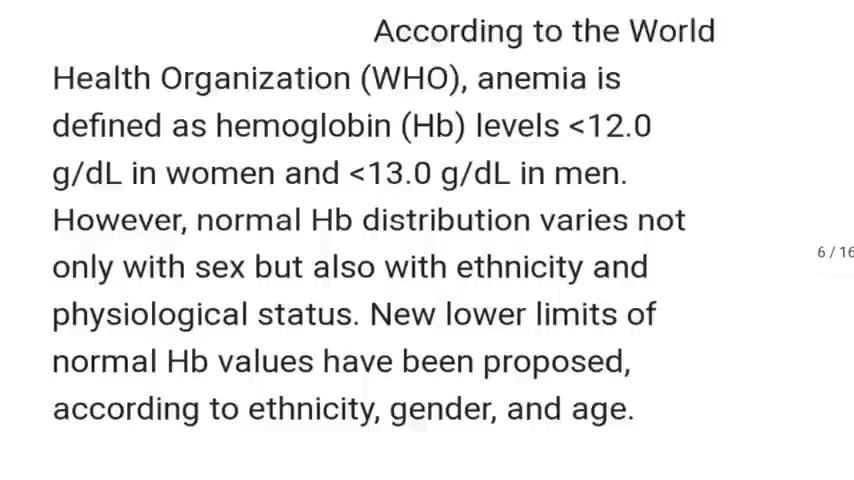 According to the World
Health Organization (WHO), anemia is
defined as hemoglobin (Hb) levels <12.0
g/dL in women and <13.0 g/dL in men.
However, normal Hb distribution varies not
only with sex but also with ethnicity and
6 / 16
physiological status. New lower limits of
normal Hb values have been proposed,
according to ethnicity, gender, and age.